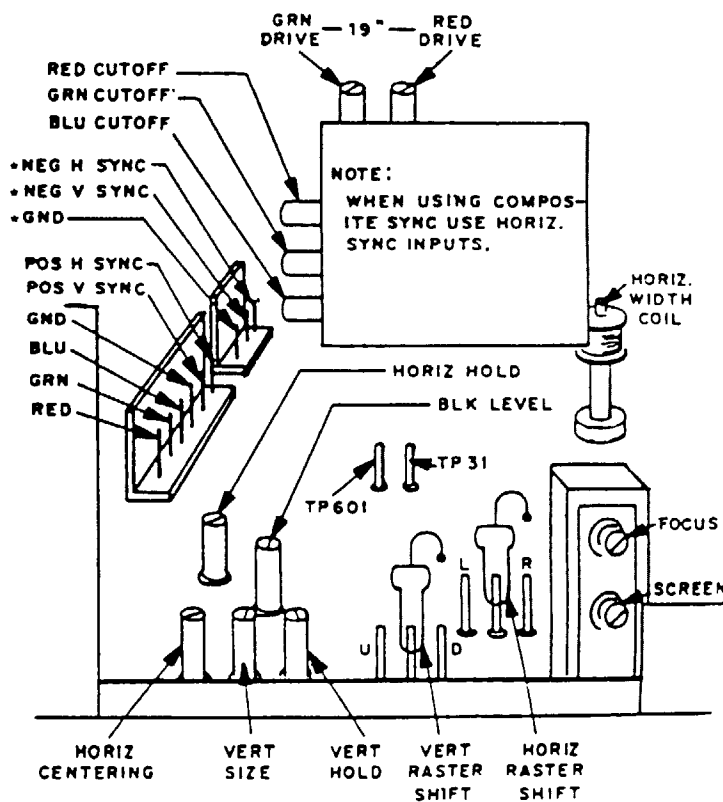 GRN
DRIVE
19"
RED
DRIVE
RED CUTOFF
GRN CUTOFF
BLU CUTOFF
*NEG H SYNC
*NEG V SYNC
*GND
POS H SYNC
POS V SYNC
GND
BLU
GRN
RED
NOTE:
WHEN USING COMPOS-
ITE SYNC USE HORIZ.
SYNC INPUTS.
HORIZ.
WIDTH
COIL
HORIZ HOLD
BLK LEVEL
TP601
TP31
FOCUS
SCREEN
L
R
U
D
HORIZ
CENTERING
VERT
SIZE
VERT
HOLD
VERT
RASTER
SHIFT
HORIZ
RASTER
SHIFT